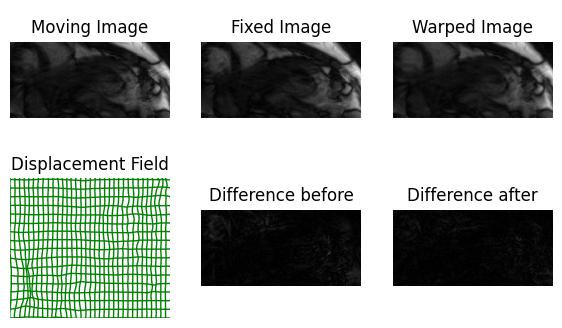 Moving Image
Fixed Image
Warped Image
Displacement Field
Difference before
Difference after